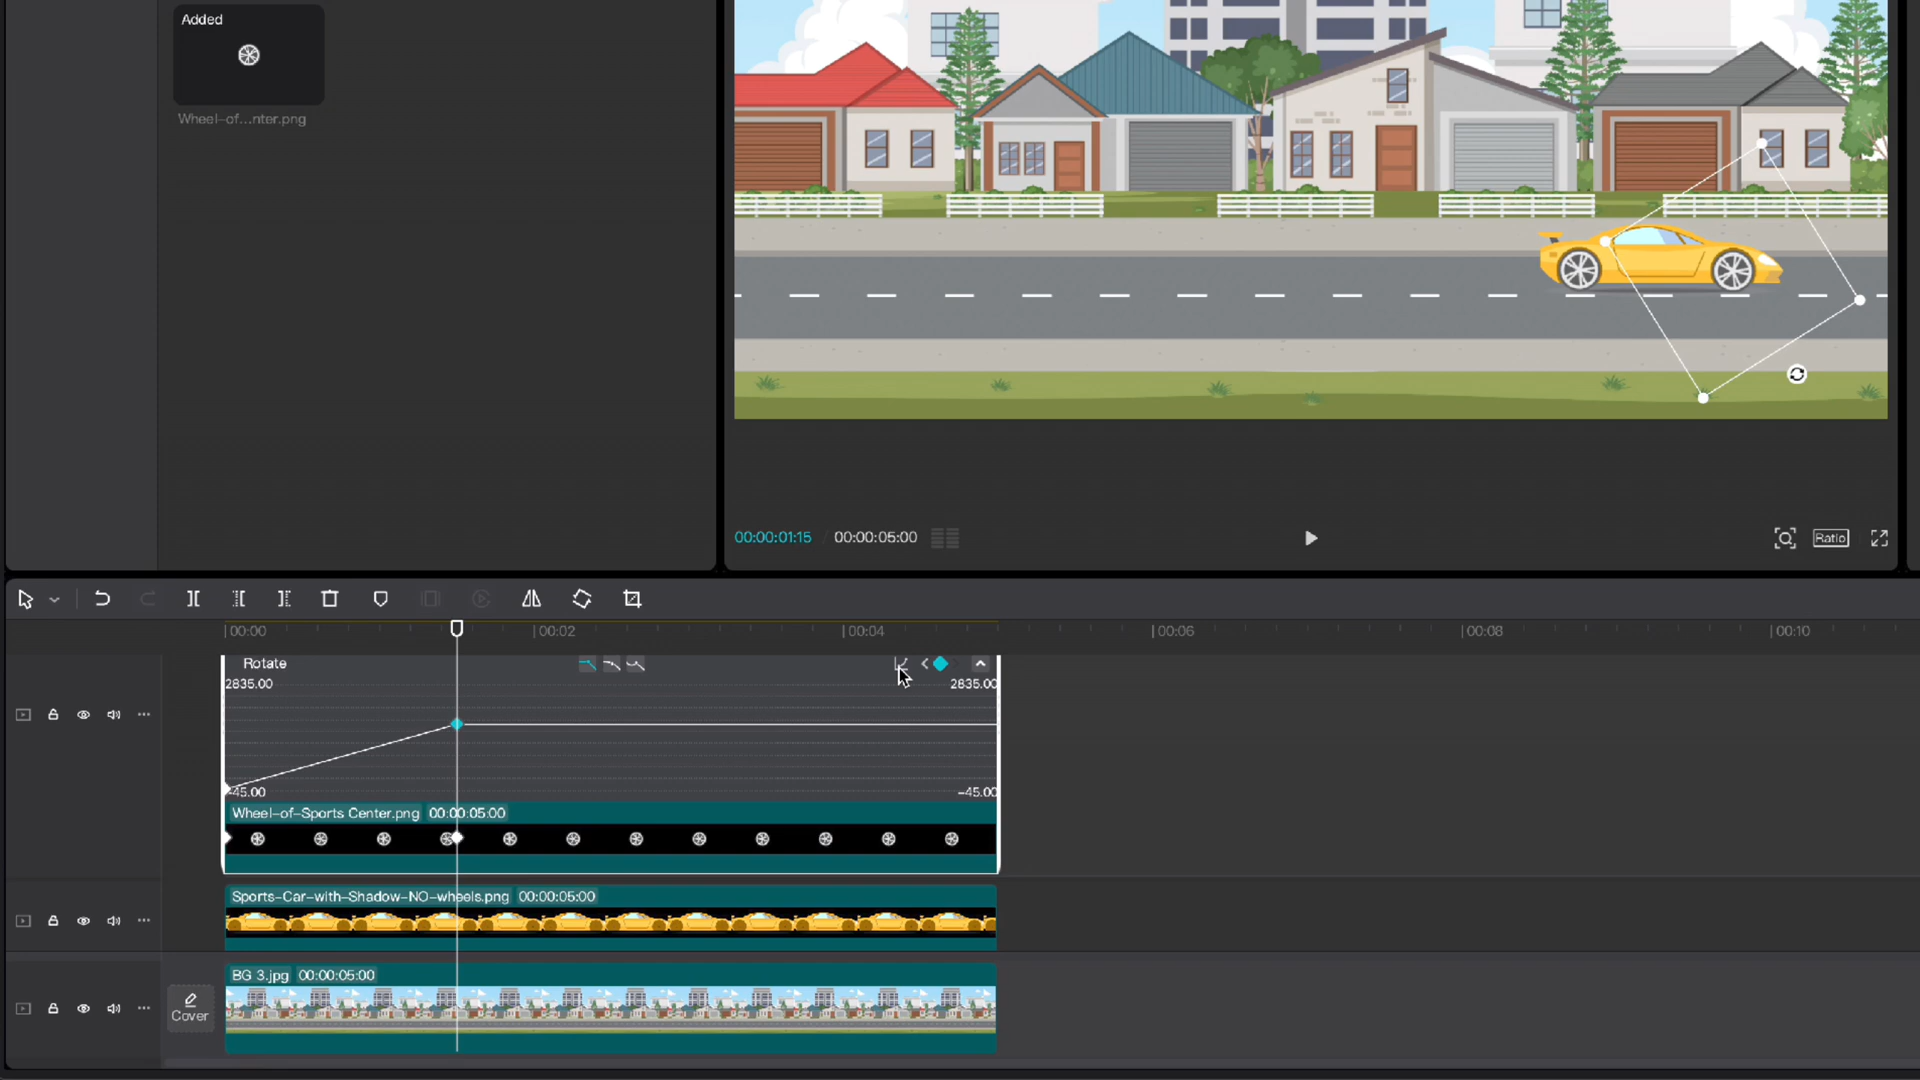 Added
Wheel-of...nter.png
00:00:01:15 / 00:00:05:00
Ratio
00:00 00:02 00:04 00:06 00:08 00:10
Rotate
2835.00 2835.00
-45.00 -45.00
Wheel-of-Sports Center.png 00:00:05:00
Sports-Car-with-Shadow-NO-wheels.png 00:00:05:00
BG 3.jpg 00:00:05:00
Cover